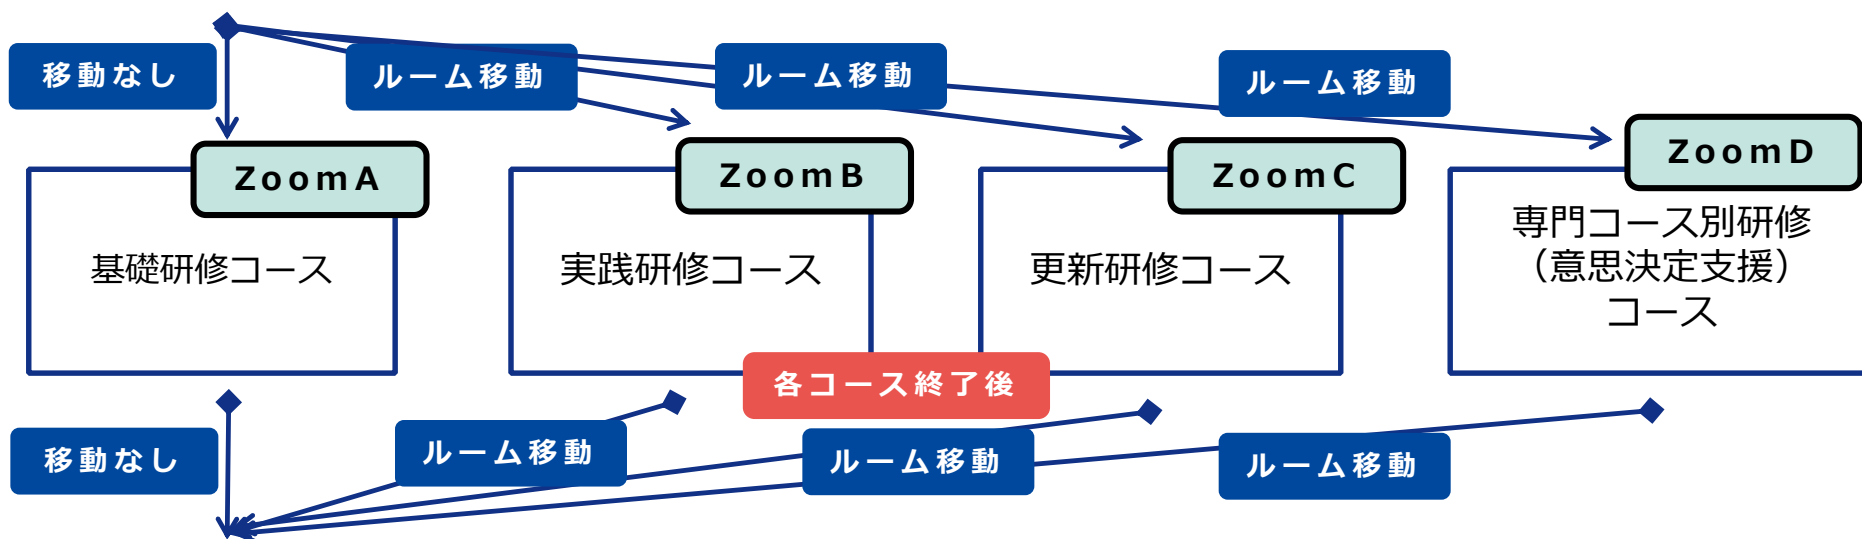 移動なし
ルーム移動
ルーム移動
ルーム移動
ZoomA
ZoomB
ZoomC
ZoomD
基礎研修コース
実践研修コース
更新研修コース
専門コース別研修
（意思決定支援）
コース
各コース終了後
移動なし
ルーム移動
ルーム移動
ルーム移動